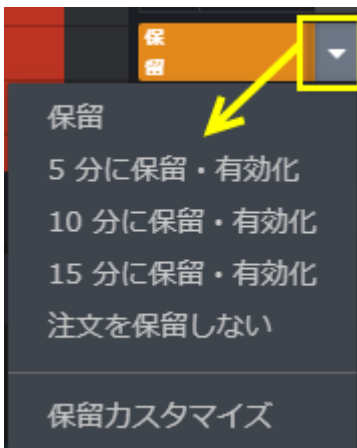 保
留
保留
5 分に保留・有効化
10 分に保留・有効化
15 分に保留・有効化
注文を保留しない
保留カスタマイズ